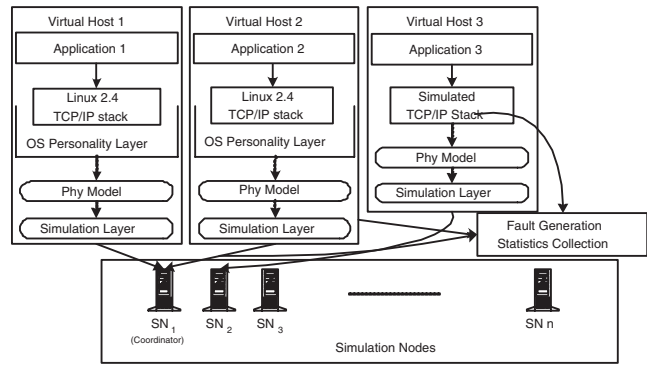 Virtual Host 1
Application 1
Linux 2.4
TCP/IP stack
OS Personality Layer
Phy Model
Simulation Layer
Virtual Host 2
Application 2
Linux 2.4
TCP/IP stack
OS Personality Layer
Phy Model
Simulation Layer
Virtual Host 3
Application 3
Simulated
TCP/IP Stack
Phy Model
Simulation Layer
Fault Generation
Statistics Collection
SN 1
(Coordinator)
SN 2
SN 3
SN n
Simulation Nodes